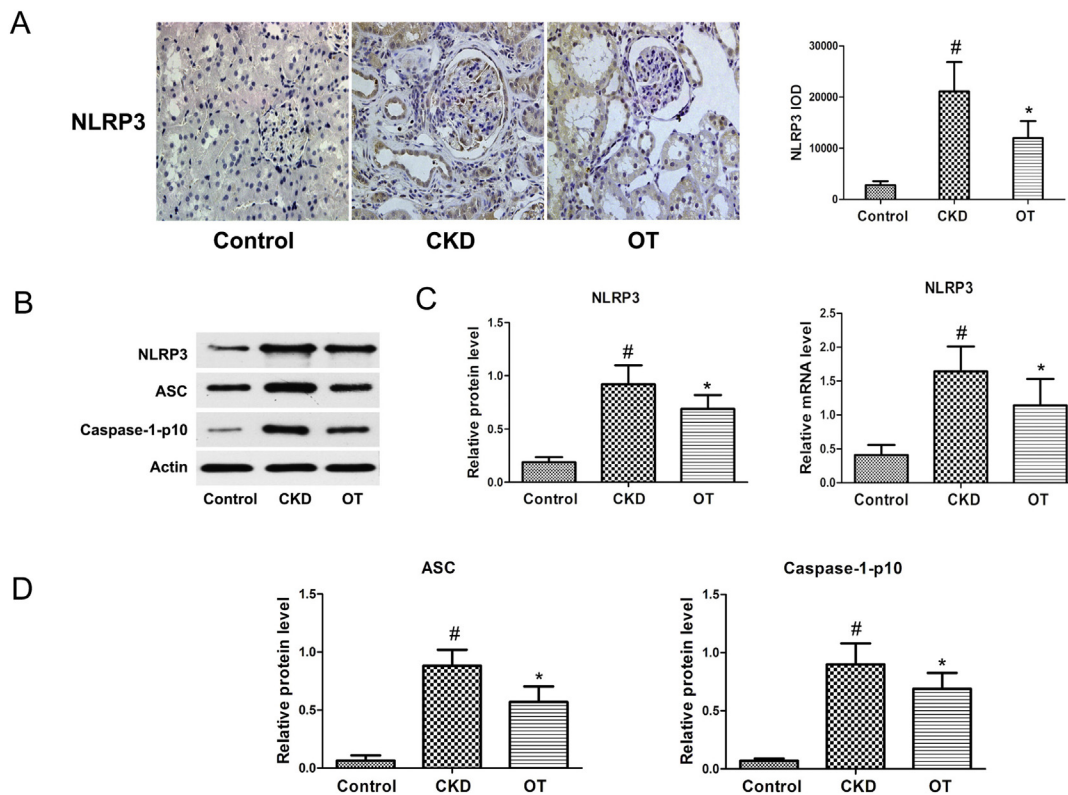 A
NLRP3
Control
CKD
OT
NLRP3 IOD
30000
20000
10000
0
#
*
Control
CKD
OT
B
NLRP3
ASC
Caspase-1-p10
Actin
Control
CKD
OT
C
NLRP3
Relative protein level
1.5
1.0
0.5
0.0
#
*
Control
CKD
OT
NLRP3
Relative mRNA level
2.5
2.0
1.5
1.0
0.5
0.0
#
*
Control
CKD
OT
D
ASC
Relative protein level
1.5
1.0
0.5
0.0
#
*
Control
CKD
OT
Caspase-1-p10
Relative protein level
1.5
1.0
0.5
0.0
#
*
Control
CKD
OT